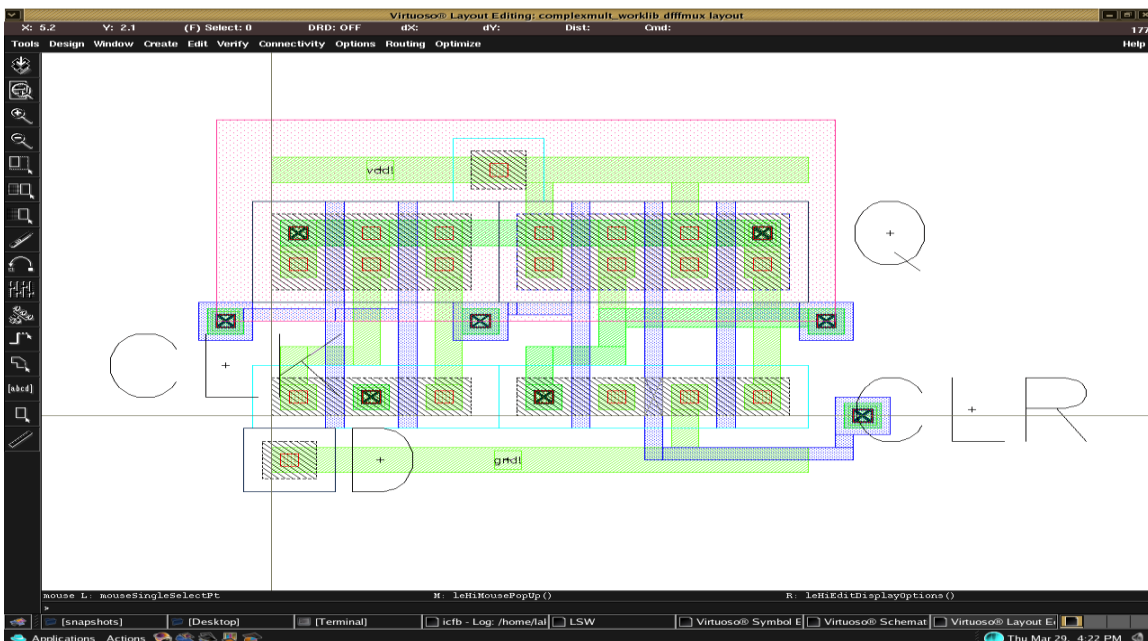 Virtuoso® Layout Editing: complexmult_worklib dfffmux layout
X: 5.2 Y: 2.1 (F) Select: 0 DRD: OFF dX: dY: Dist: Cmd:
177
Tools Design Window Create Edit Verify Connectivity Options Routing Optimize Help
[abcd]
vdd!
Q
CLK
CLR
D
gnd!
mouse L: mouseSingleSelectPt M: leHiMousePopUp() R: leHiEditDisplayOptions()
>
[snapshots] [Desktop] [Terminal] icfb - Log: /home/lal LSW Virtuoso® Symbol E Virtuoso® Schemat Virtuoso® Layout E
Applications Actions Thu Mar 29, 4:22 PM